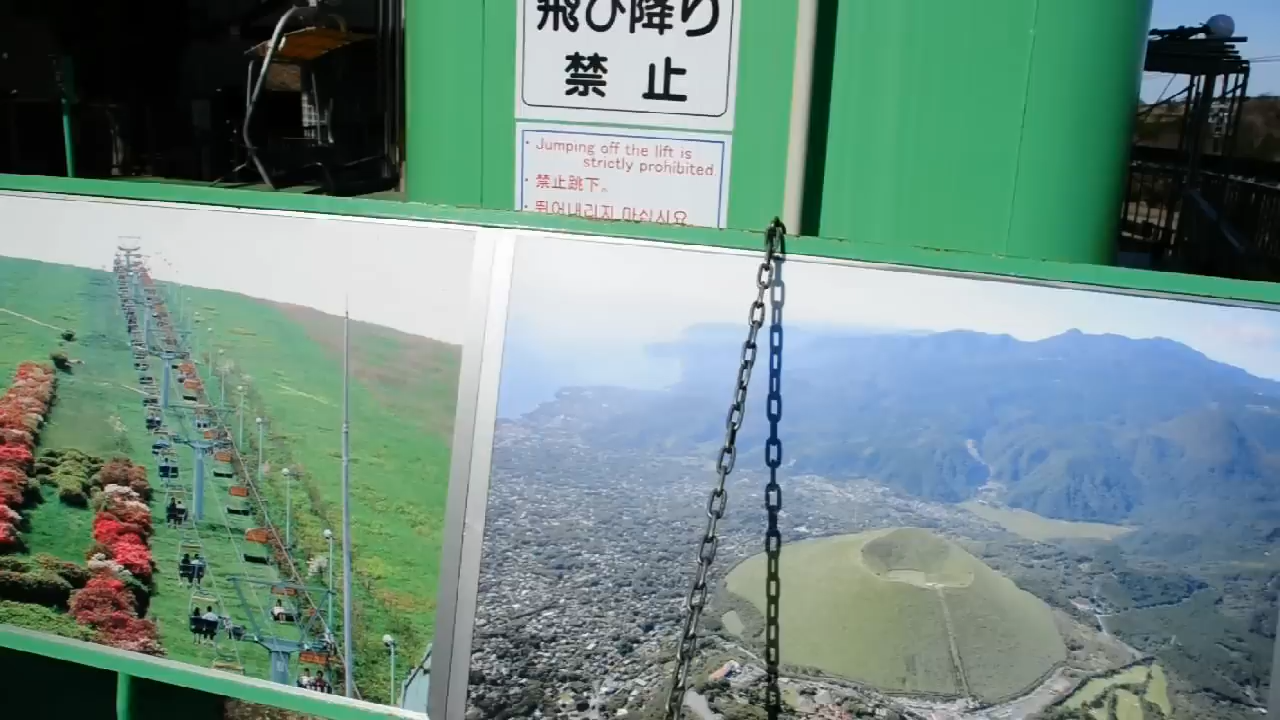 飛び降り
禁止
・Jumping off the lift is
strictly prohibited.
・禁止跳下。
・뛰어내리지 마십시요